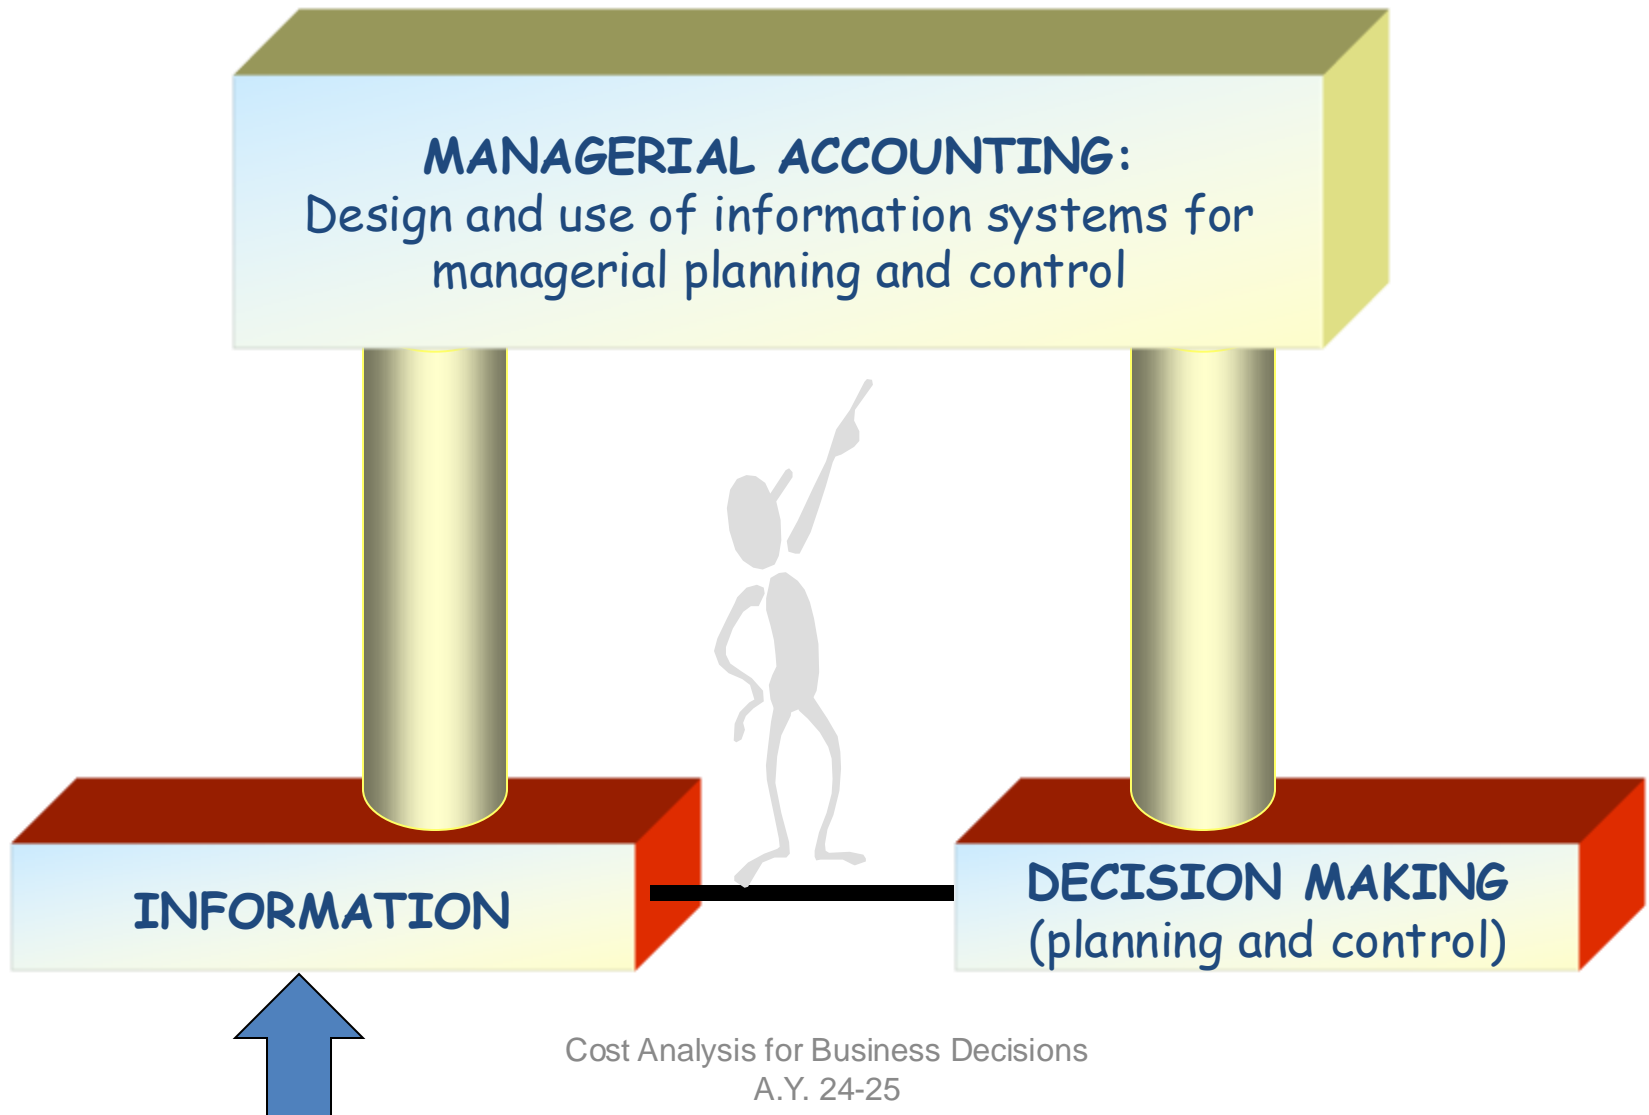 MANAGERIAL ACCOUNTING:
Design and use of information systems for
managerial planning and control
INFORMATION
DECISION MAKING
(planning and control)
Cost Analysis for Business Decisions
A.Y. 24-25